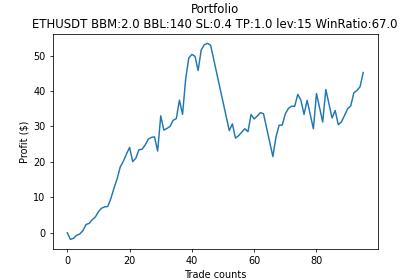 Portfolio
ETHUSDT BBM:2.0 BBL:140 SL:0.4 TP:1.0 lev:15 WinRatio:67.0
50
40
30
20
10
0
Profit ($)
0
20
40
60
80
Trade counts